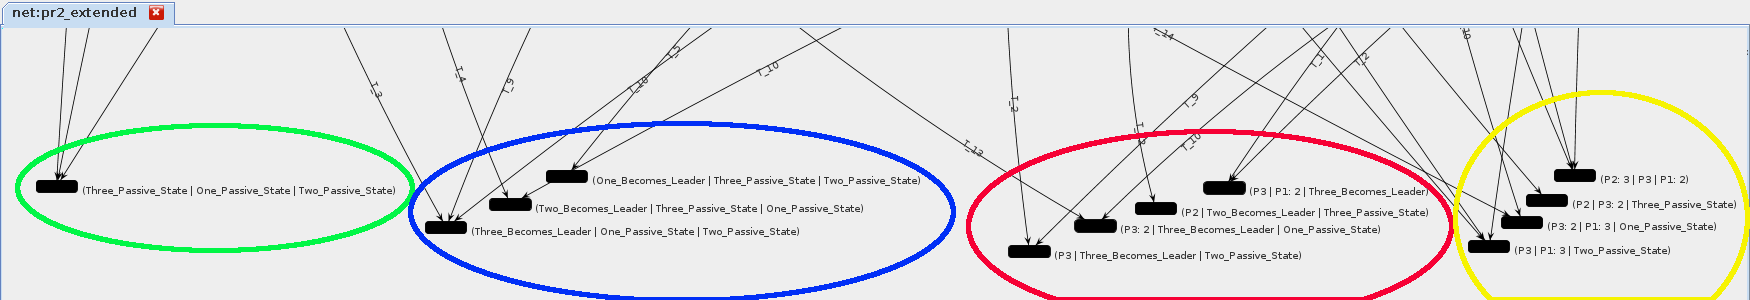 net:pr2_extended
T_14
10
T_5
T_1
T_2
T_10
T_4
T_9
T_10
T_3
T_9
T_2
T_10
T_13
(P2: 3 | P3 | P1: 2)
(One_Becomes_Leader | Three_Passive_State | Two_Passive_State)
(Three_Passive_State | One_Passive_State | Two_Passive_State)
(P3 | P1: 2 | Three_Becomes_Leader)
(P2 | P3: 2 | Three_Passive_State)
(Two_Becomes_Leader | Three_Passive_State | One_Passive_State)
(P2 | Two_Becomes_Leader | Three_Passive_State)
(P3: 2 | P1: 3 | One_Passive_State)
(Three_Becomes_Leader | One_Passive_State | Two_Passive_State)
(P3: 2 | Three_Becomes_Leader | One_Passive_State)
(P3 | P1: 3 | Two_Passive_State)
(P3 | Three_Becomes_Leader | Two_Passive_State)